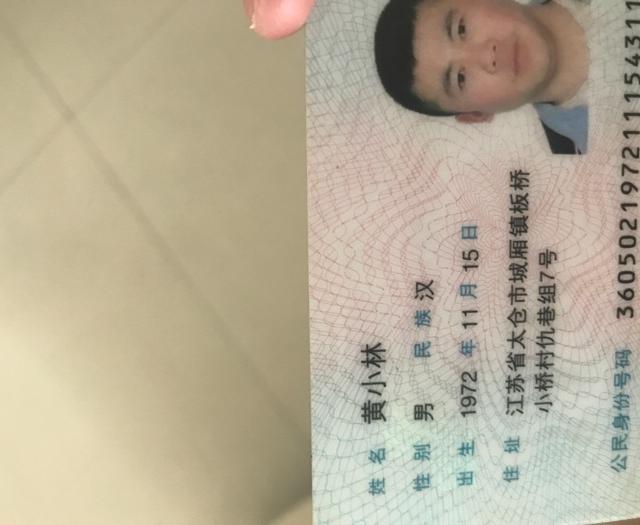 姓名 黄小林
性别 男 民族 汉
出生 1972 年 11 月 15 日
住址 江苏省太仓市城厢镇板桥
小桥村仇巷组7号
公民身份号码 360502197211154311